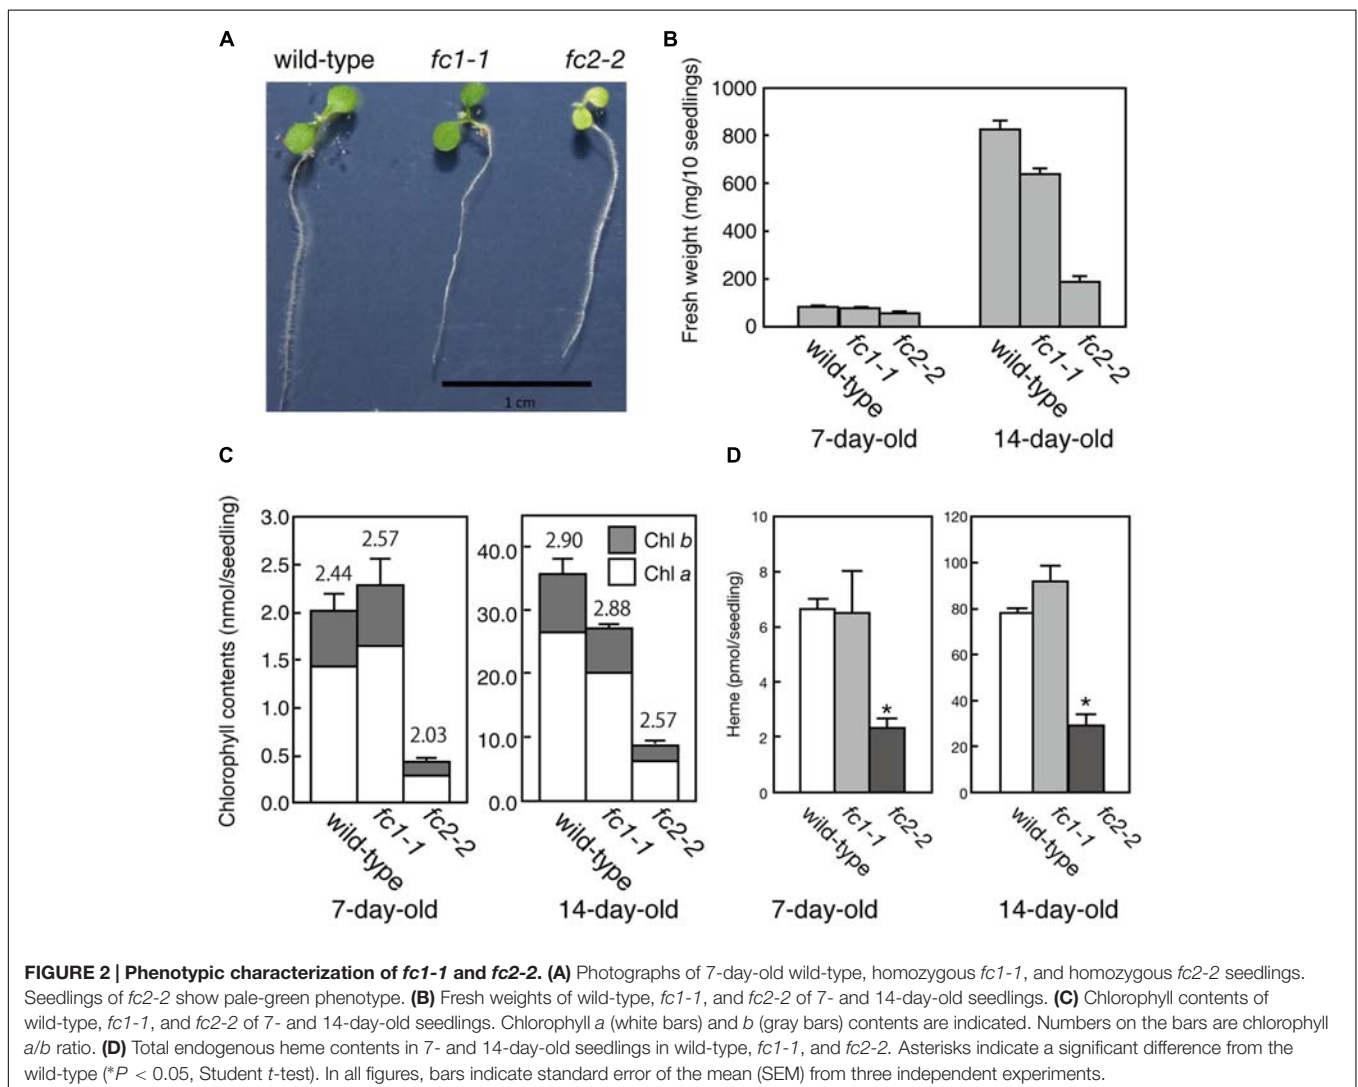 A
wild-type fc1-1 fc2-2
1 cm
B
Fresh weight (mg/10 seedlings)
1000
800
600
400
200
0
wild-type
fc1-1
fc2-2
wild-type
fc1-1
fc2-2
7-day-old 14-day-old
C
Chlorophyll contents (nmol/seedling)
3.0
2.5
2.0
1.5
1.0
0.5
0.0
2.44
2.57
2.03
wild-type
fc1-1
fc2-2
7-day-old
40.0
30.0
20.0
10.0
0.0
2.90
2.88
2.57
Chl b
Chl a
wild-type
fc1-1
fc2-2
14-day-old
D
Heme (pmol/seedling)
10
8
6
4
2
0
*
wild-type
fc1-1
fc2-2
7-day-old
120
100
80
60
40
20
0
*
wild-type
fc1-1
fc2-2
14-day-old
FIGURE 2 | Phenotypic characterization of fc1-1 and fc2-2. (A) Photographs of 7-day-old wild-type, homozygous fc1-1, and homozygous fc2-2 seedlings.
Seedlings of fc2-2 show pale-green phenotype. (B) Fresh weights of wild-type, fc1-1, and fc2-2 of 7- and 14-day-old seedlings. (C) Chlorophyll contents of
wild-type, fc1-1, and fc2-2 of 7- and 14-day-old seedlings. Chlorophyll a (white bars) and b (gray bars) contents are indicated. Numbers on the bars are chlorophyll
a/b ratio. (D) Total endogenous heme contents in 7- and 14-day-old seedlings in wild-type, fc1-1, and fc2-2. Asterisks indicate a significant difference from the
wild-type (*P < 0.05, Student t-test). In all figures, bars indicate standard error of the mean (SEM) from three independent experiments.